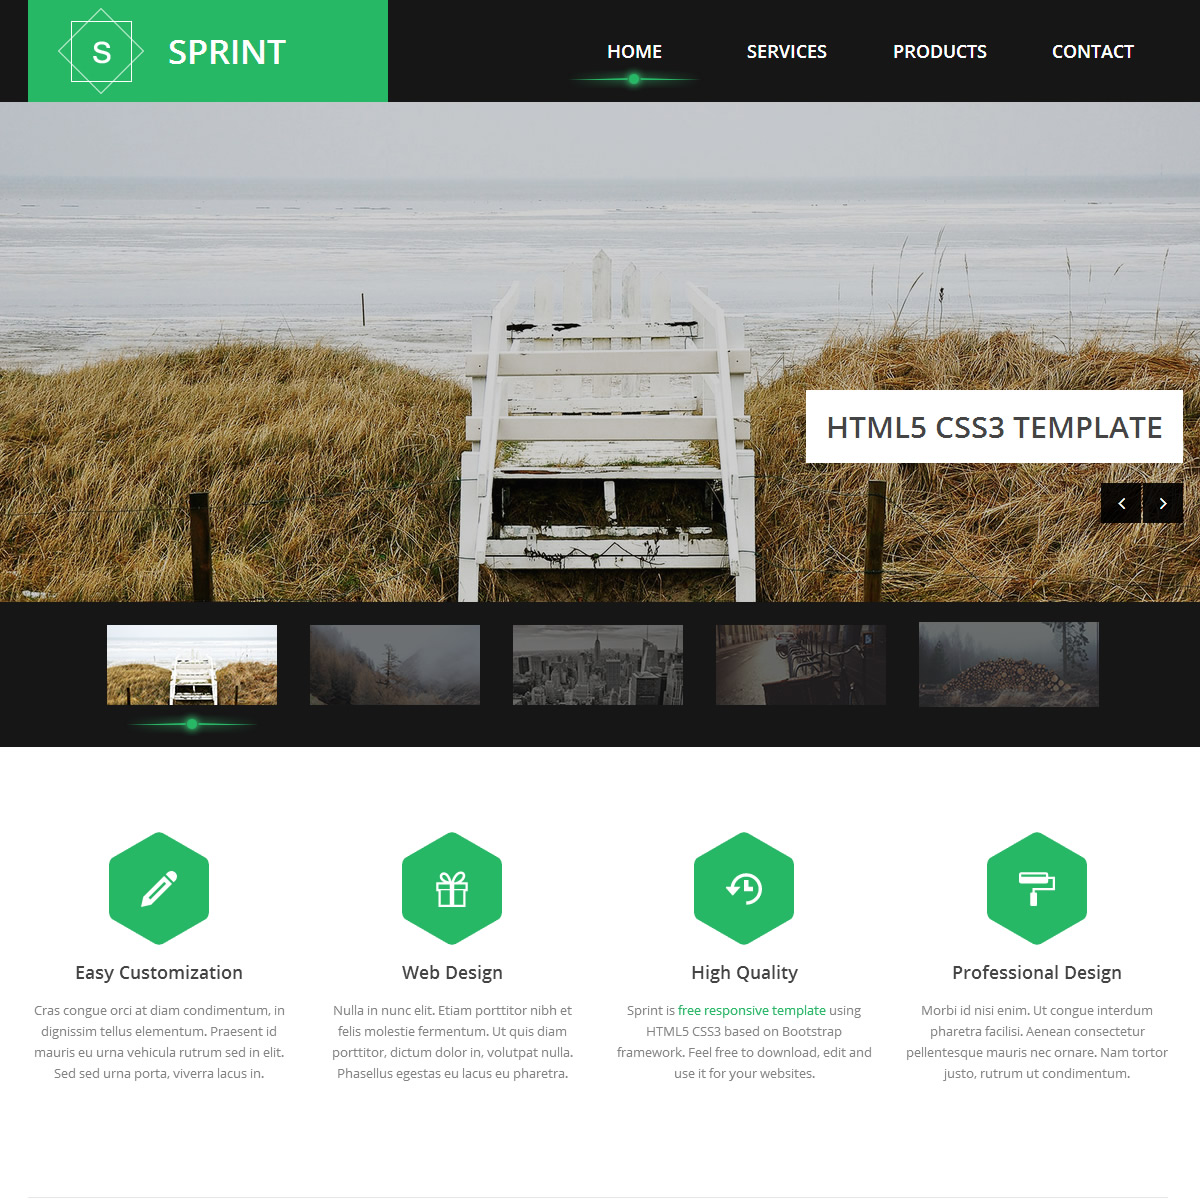 S
SPRINT
HOME
SERVICES
PRODUCTS
CONTACT
HTML5 CSS3 TEMPLATE
Easy Customization
Cras congue orci at diam condimentum, in
dignissim tellus elementum. Praesent id
mauris eu urna vehicula rutrum sed in elit.
Sed sed urna porta, viverra lacus in.
Web Design
Nulla in nunc elit. Etiam porttitor nibh et
felis molestie fermentum. Ut quis diam
porttitor, dictum dolor in, volutpat nulla.
Phasellus egestas eu lacus eu pharetra.
High Quality
Sprint is free responsive template using
HTML5 CSS3 based on Bootstrap
framework. Feel free to download, edit and
use it for your websites.
Professional Design
Morbi id nisi enim. Ut congue interdum
pharetra facilisi. Aenean consectetur
pellentesque mauris nec ornare. Nam tortor
justo, rutrum ut condimentum.